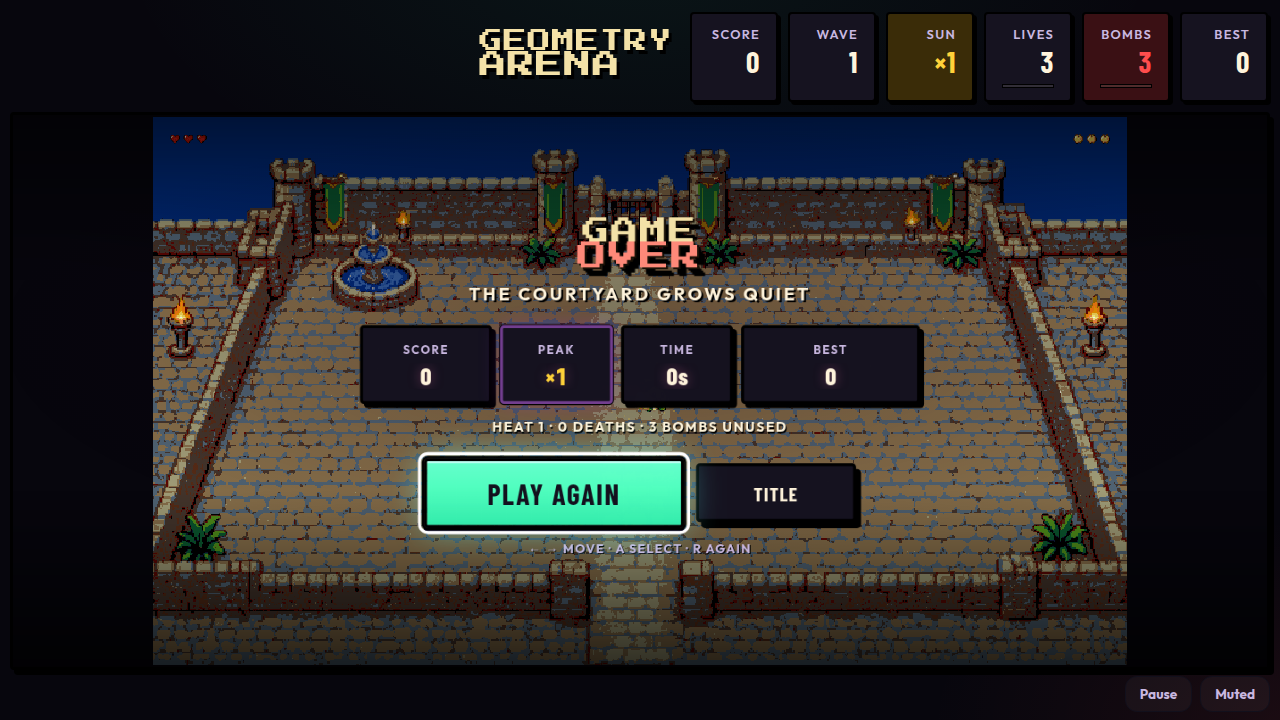 GEOMETRY
ARENA
SCORE
0
WAVE
1
SUN
×1
LIVES
3
BOMBS
3
BEST
0
GAME
OVER
THE COURTYARD GROWS QUIET
SCORE
0
PEAK
×1
TIME
0s
BEST
0
HEAT 1 · 0 DEATHS · 3 BOMBS UNUSED
PLAY AGAIN
TITLE
MOVE · A SELECT · R AGAIN
Pause
Muted